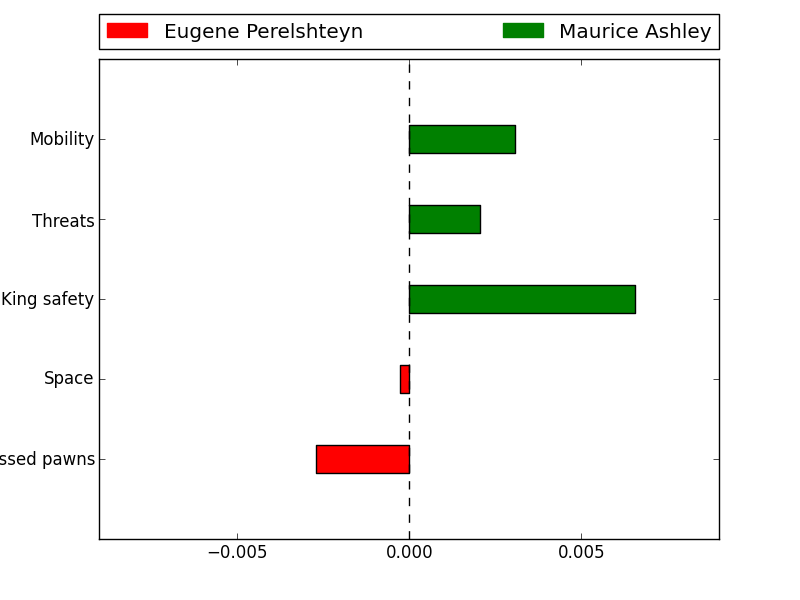 Eugene Perelshteyn Maurice Ashley
Mobility
Threats
King safety
Space
ssed pawns
−0.005 0.000 0.005